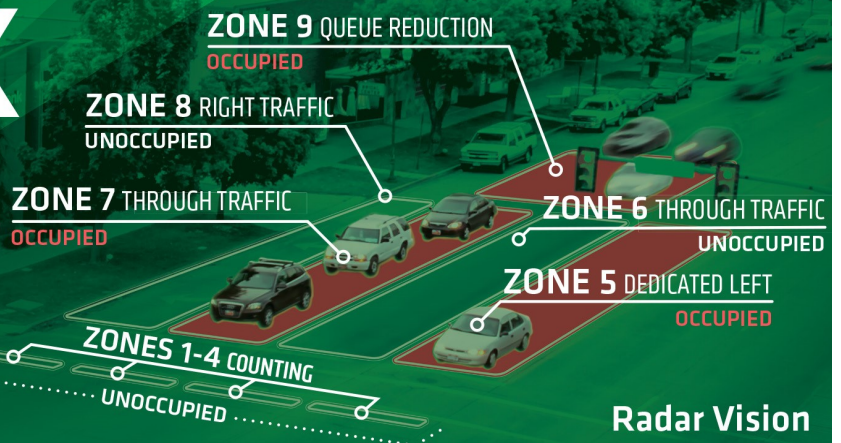 ZONE 9 QUEUE REDUCTION
OCCUPIED
ZONE 8 RIGHT TRAFFIC
UNOCCUPIED
ZONE 7 THROUGH TRAFFIC
OCCUPIED
ZONE 6 THROUGH TRAFFIC
UNOCCUPIED
ZONE 5 DEDICATED LEFT
OCCUPIED
ZONES 1-4 COUNTING
UNOCCUPIED
Radar Vision